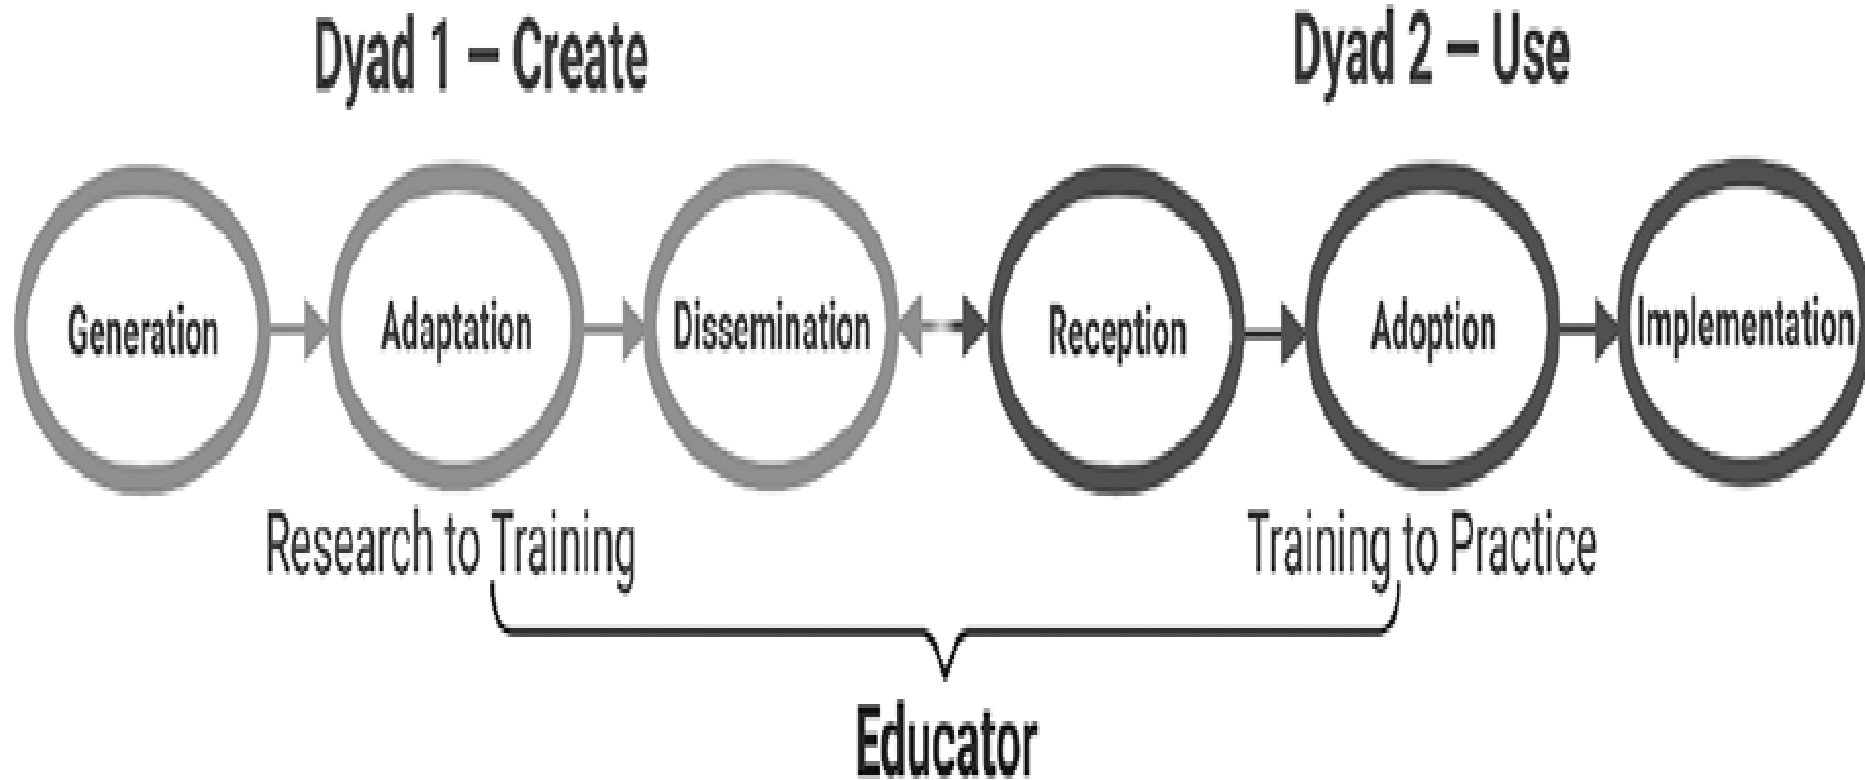 Dyad 1 – Create
Dyad 2 – Use
Generation
Adaptation
Dissemination
Reception
Adoption
Implementation
Research to Training
Training to Practice
Educator